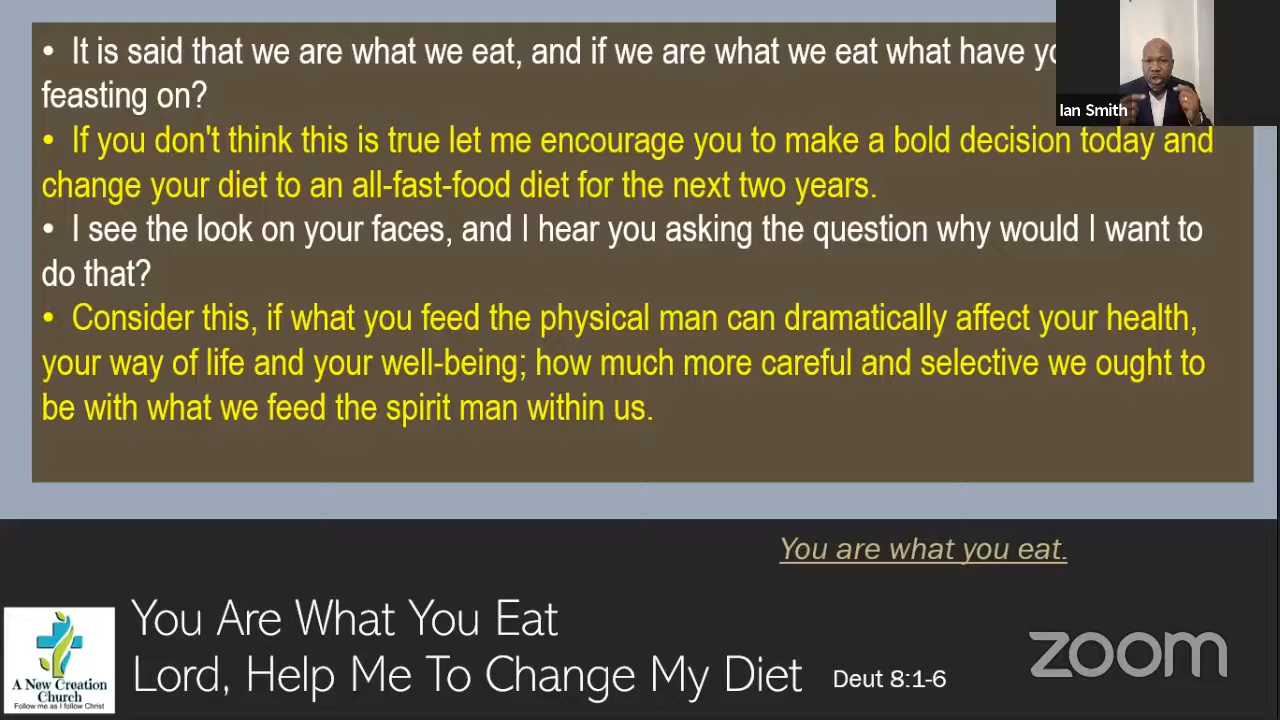 • It is said that we are what we eat, and if we are what we eat what have
feasting on?
• If you don't think this is true let me encourage you to make a bold decision today and
change your diet to an all-fast-food diet for the next two years.
• I see the look on your faces, and I hear you asking the question why would I want to
do that?
• Consider this, if what you feed the physical man can dramatically affect your health,
your way of life and your well-being; how much more careful and selective we ought to
be with what we feed the spirit man within us.
Ian Smith
You are what you eat.
You Are What You Eat
Lord, Help Me To Change My Diet
Deut 8:1-6
A New Creation
Church
Follow me as I follow Christ
zoom